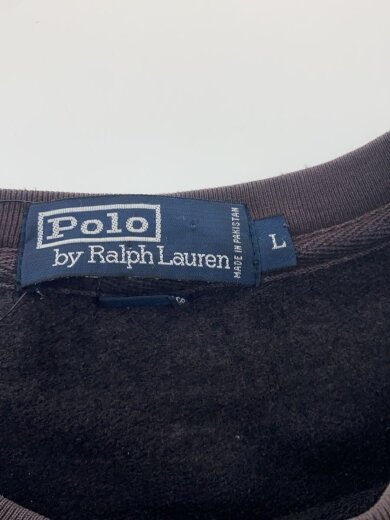 Polo
by Ralph Lauren
MADE IN PAKISTAN
L